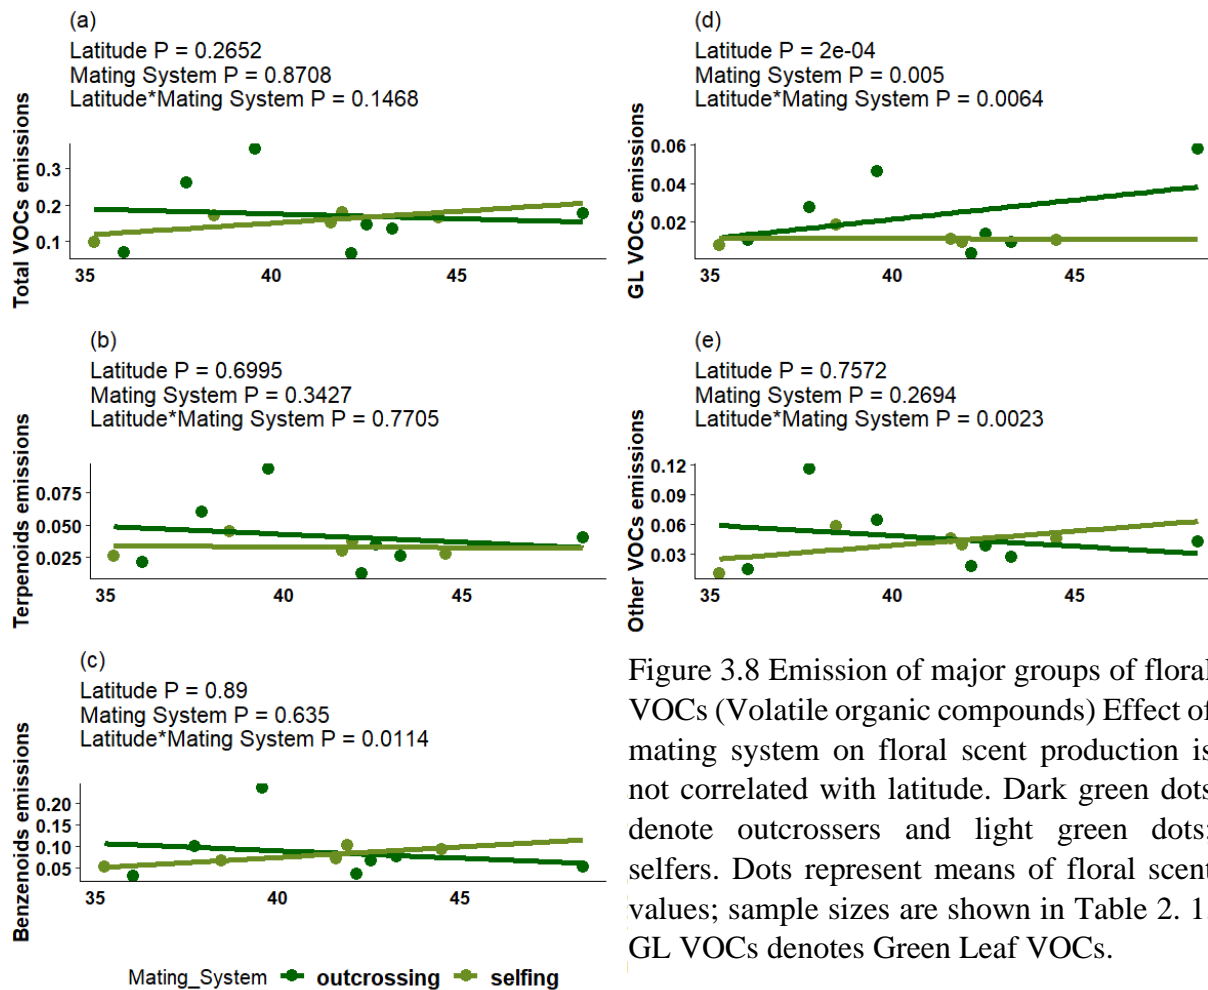 (a)
Latitude P = 0.2652
Mating System P = 0.8708
Latitude*Mating System P = 0.1468
Total VOCs emissions
0.3
0.2
0.1
35
40
45
(b)
Latitude P = 0.6995
Mating System P = 0.3427
Latitude*Mating System P = 0.7705
Terpenoids emissions
0.075
0.050
0.025
35
40
45
(c)
Latitude P = 0.89
Mating System P = 0.635
Latitude*Mating System P = 0.0114
Benzenoids emissions
0.20
0.15
0.10
0.05
35
40
45
Mating_System outcrossing selfing
(d)
Latitude P = 2e-04
Mating System P = 0.005
Latitude*Mating System P = 0.0064
GL VOCs emissions
0.06
0.04
0.02
35
40
45
(e)
Latitude P = 0.7572
Mating System P = 0.2694
Latitude*Mating System P = 0.0023
Other VOCs emissions
0.12
0.09
0.06
0.03
35
40
45
Figure 3.8 Emission of major groups of floral
VOCs (Volatile organic compounds) Effect of
mating system on floral scent production is
not correlated with latitude. Dark green dots
denote outcrossers and light green dots;
selfers. Dots represent means of floral scent
values; sample sizes are shown in Table 2. 1.
GL VOCs denotes Green Leaf VOCs.